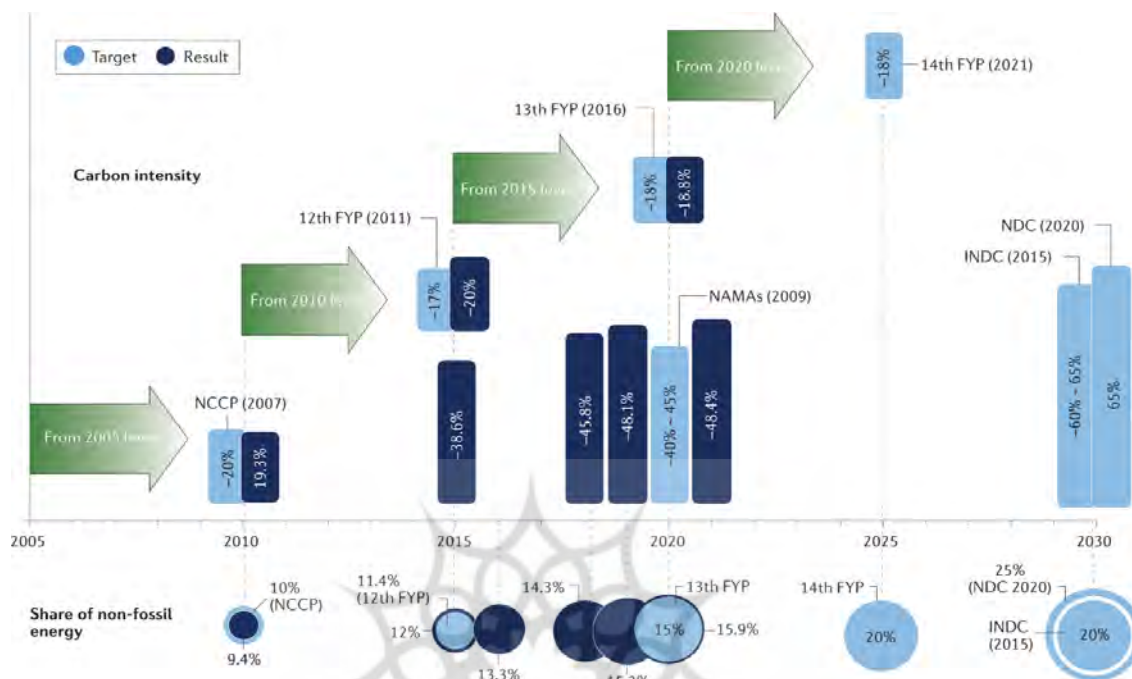 Target
Result
Carbon intensity
From 2005
NCCP (2007)
–20%
19.3%
From 2010
12th FYP (2011)
–17%
–20%
–38.6%
From 2015
13th FYP (2016)
–18%
–18.8%
–45.8%
–48.1%
NAMAs (2009)
–40% ~ 45%
–48.4%
From 2020
–18%
14th FYP (2021)
NDC (2020)
INDC (2015)
–60% ~ 65%
65%
2005
2010
2015
2020
2025
2030
Share of non-fossil
energy
10%
(NCCP)
9.4%
11.4%
(12th FYP)
12%
13.3%
14.3%
13th FYP
15%
15.9%
14th FYP
20%
25%
(NDC 2020)
INDC
(2015)
20%